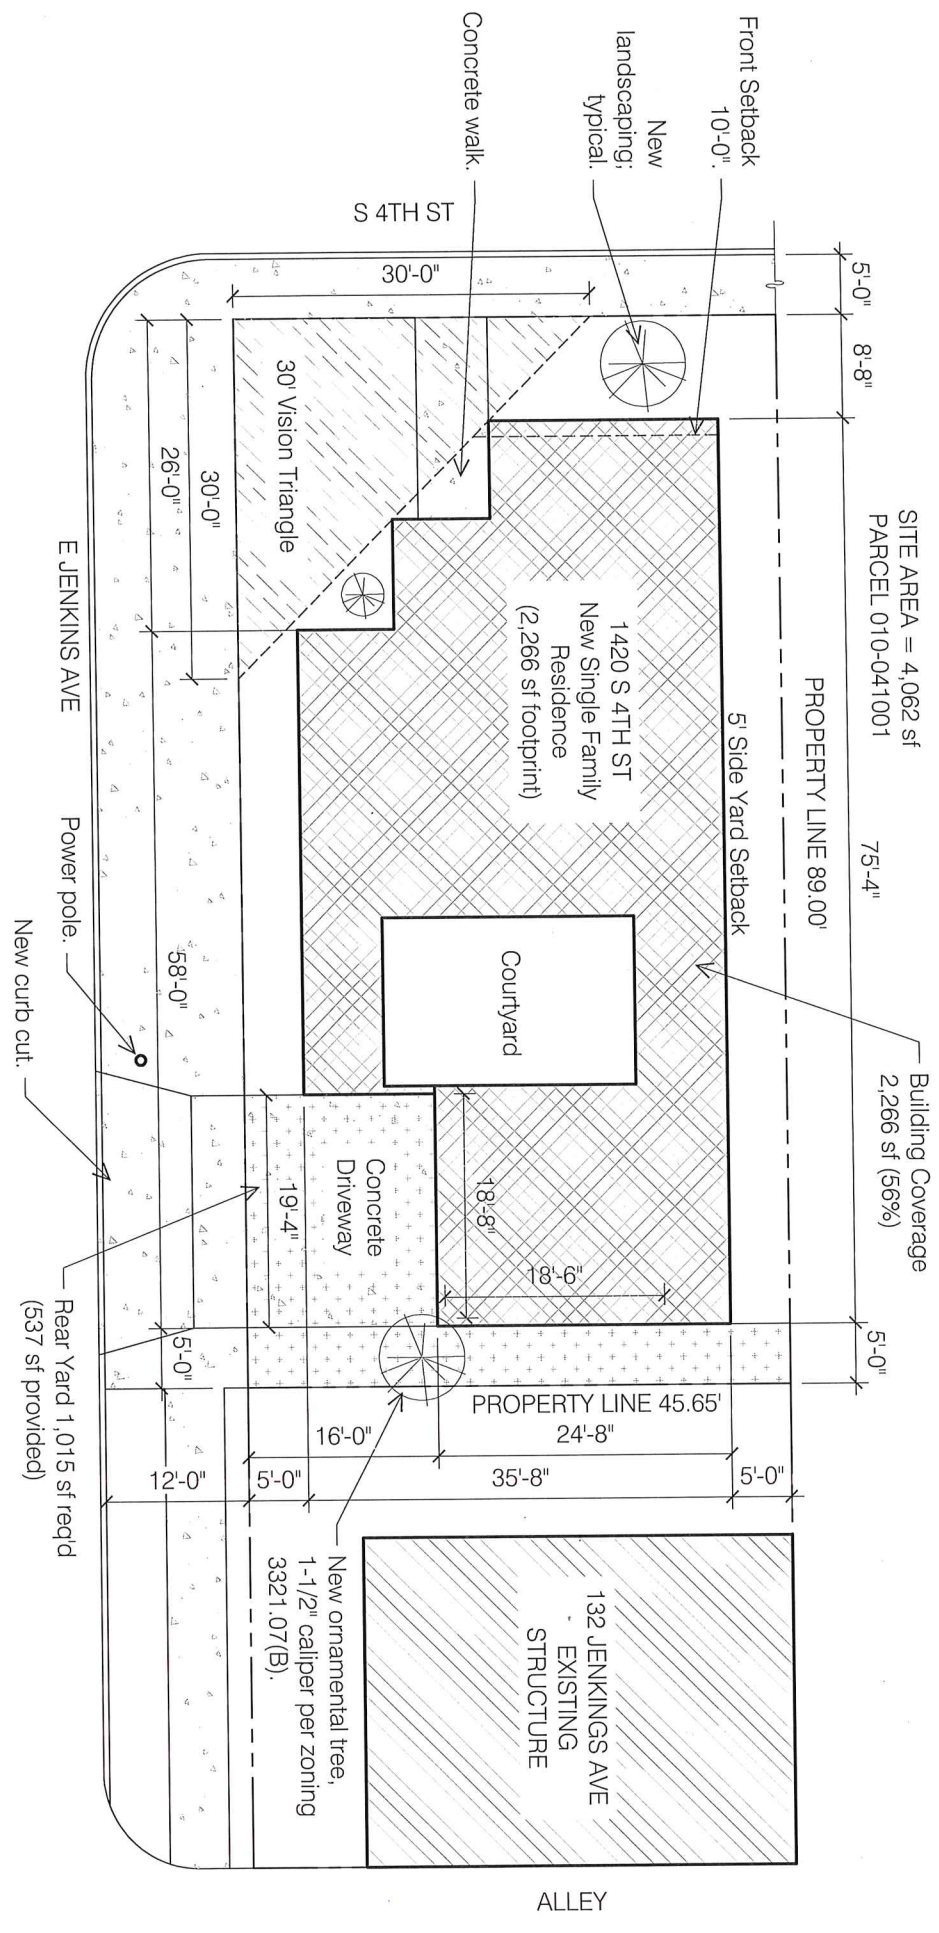 SITE AREA = 4,062 sf
PARCEL 010-041001
5'-0"
8'-8"
75'-4"
5'-0"
PROPERTY LINE 89.00'
Front Setback
10'-0".
New
landscaping;
typical.
Concrete walk.
Building Coverage
2,266 sf (56%)
5' Side Yard Setback
S 4TH ST
30'-0"
1420 S 4TH ST
New Single Family
Residence
(2,266 sf footprint)
Courtyard
18'-8"
18'-6"
30' Vision Triangle
30'-0"
26'-0"
58'-0"
19'-4"
5'-0"
Concrete
Driveway
PROPERTY LINE 45.65'
24'-8"
16'-0"
5'-0"
35'-8"
5'-0"
12'-0"
132 JENKINGS AVE
- EXISTING
STRUCTURE
ALLEY
New ornamental tree,
1-1/2" caliper per zoning
3321.07(B).
E JENKINS AVE
Power pole.
New curb cut.
Rear Yard 1,015 sf req'd
(537 sf provided)